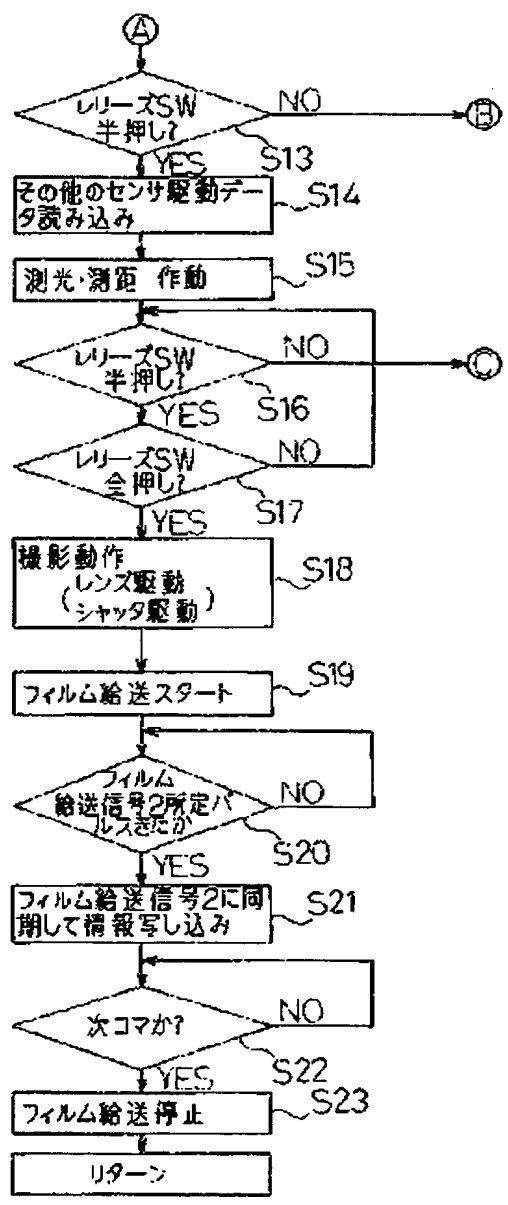 A
レリーズSW
半押し?
NO
B
S13
YES
その他のセンサ駆動デー
タ読み込み
S14
測光・測距 作動
S15
レリーズSW
半押し?
NO
C
S16
YES
レリーズSW
全押し?
NO
S17
YES
撮影動作
(レンズ駆動
シャッタ駆動)
S18
フィルム給送スタート
S19
フィルム
給送信号2所定パ
ルスきたか
NO
S20
YES
フィルム給送信号2に同
期して情報写し込み
S21
次コマか?
NO
S22
YES
フィルム給送停止
S23
リターン